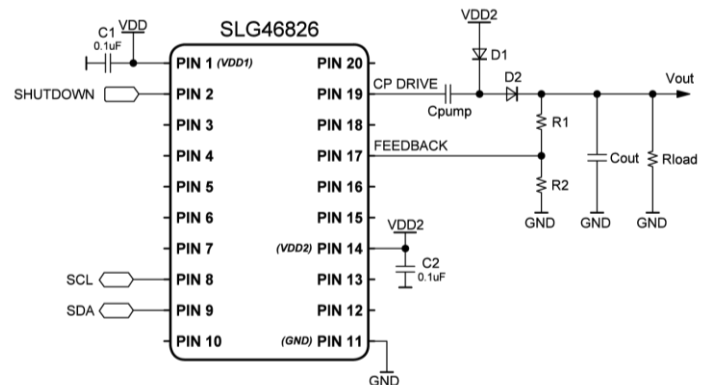 SLG46826
C1
0.1uF
VDD
SHUTDOWN
SCL
SDA
PIN 1 (VDD1)
PIN 2
PIN 3
PIN 4
PIN 5
PIN 6
PIN 7
PIN 8
PIN 9
PIN 10
PIN 20
PIN 19
PIN 18
PIN 17
PIN 16
PIN 15
(VDD2) PIN 14
PIN 13
PIN 12
(GND) PIN 11
CP DRIVE
Cpump
VDD2
D1
D2
Vout
FEEDBACK
R1
R2
Cout
Rload
GND
GND
GND
VDD2
C2
0.1uF
GND